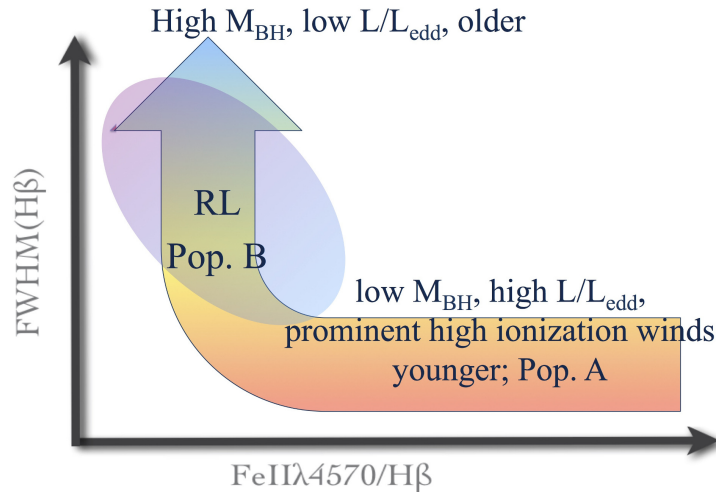 High M_BH, low L/L_edd, older
FWHM(Hβ)
RL
Pop. B
low M_BH, high L/L_edd,
prominent high ionization winds
younger; Pop. A
FeIIλ4570/Hβ